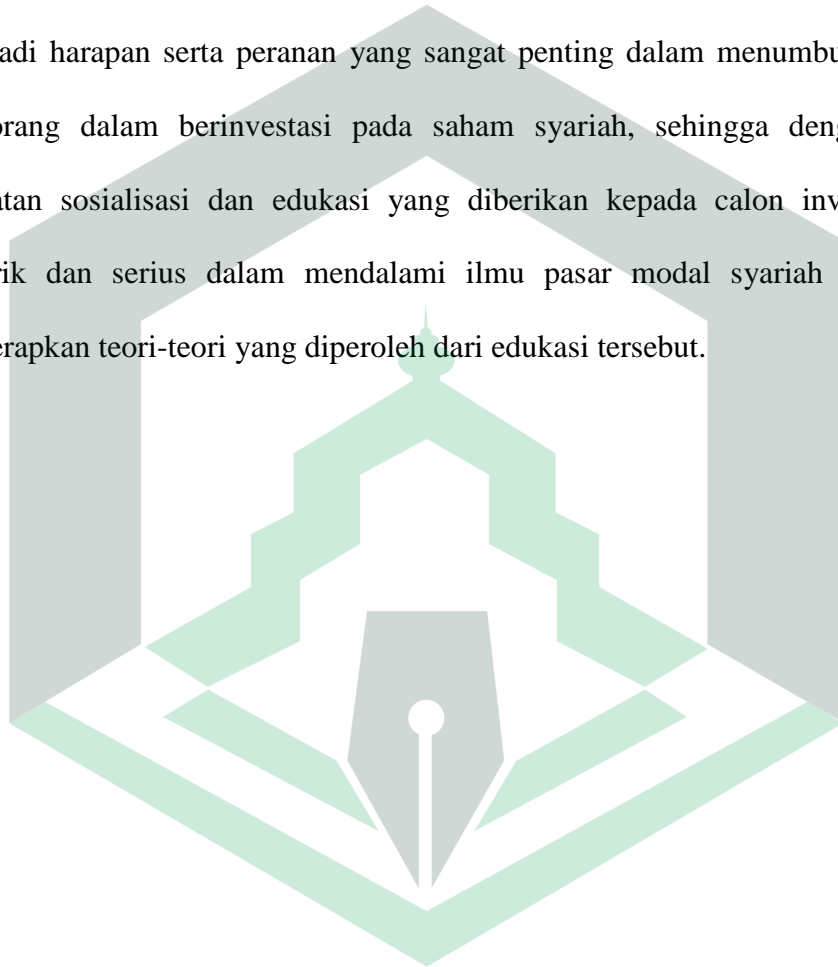 adi harapan serta peranan yang sangat penting dalam menumbu
orang dalam berinvestasi pada saham syariah, sehingga deng
atan sosialisasi dan edukasi yang diberikan kepada calon inv
rik dan serius dalam mendalami ilmu pasar modal syariah
erapkan teori-teori yang diperoleh dari edukasi tersebut.